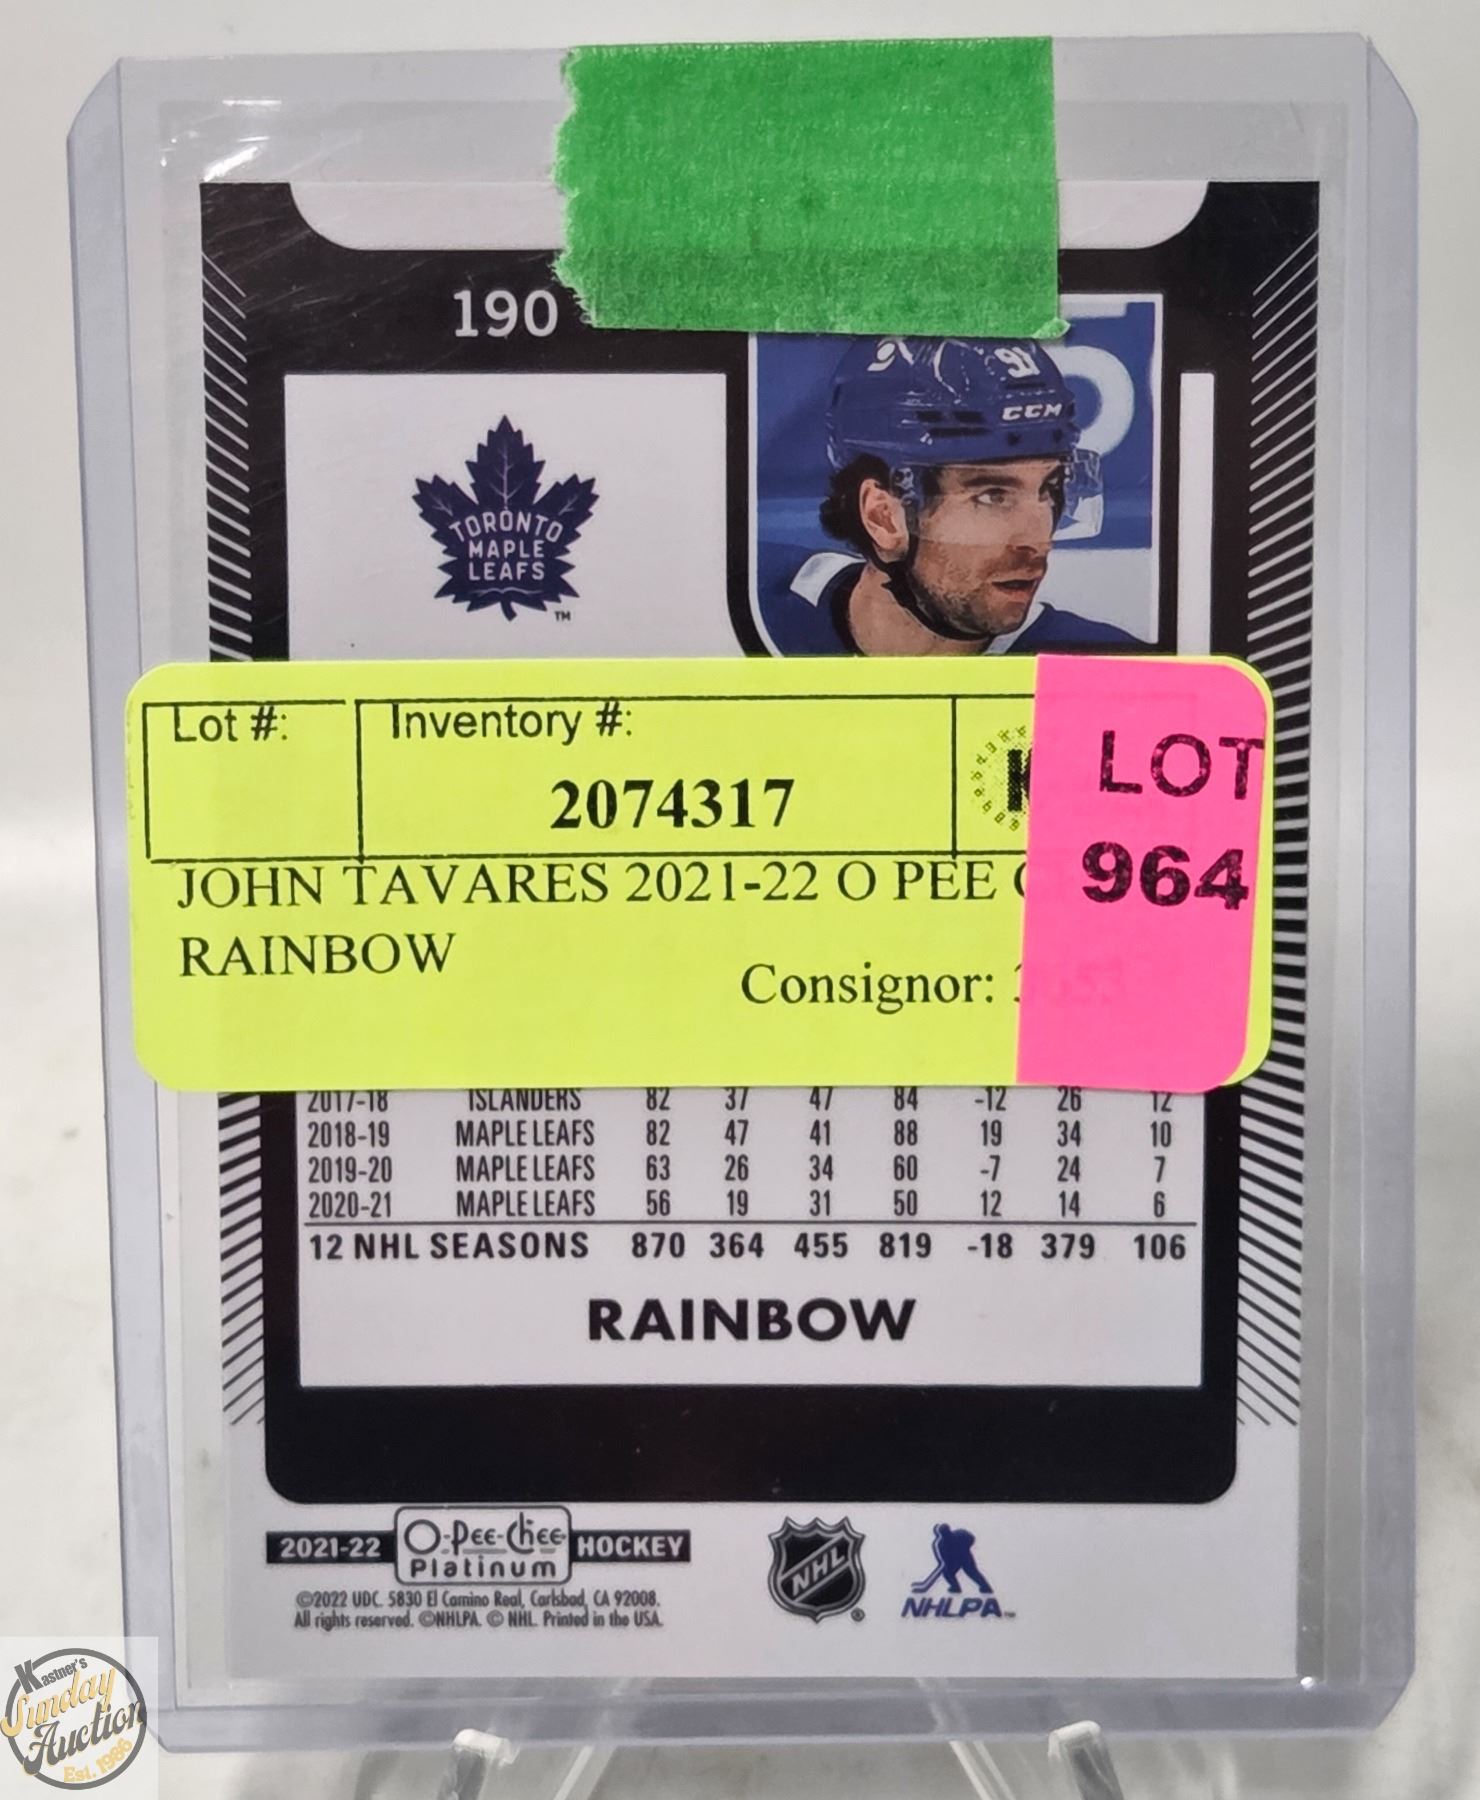 190
91
CCM
TORONTO
MAPLE
LEAFS
TM
Lot #:
Inventory #:
2074317
LOT
964
JOHN TAVARES 2021-22 O PEE
RAINBOW
Consignor:
2017-18 ISLANDERS 82 37 47 84 -12 26 12
2018-19 MAPLE LEAFS 82 47 41 88 19 34 10
2019-20 MAPLE LEAFS 63 26 34 60 -7 24 7
2020-21 MAPLE LEAFS 56 19 31 50 12 14 6
12 NHL SEASONS 870 364 455 819 -18 379 106
RAINBOW
2021-22 O-Pee-Chee Platinum HOCKEY
©2022 UDC. 5830 El Camino Real, Carlsbad, CA 92008.
All rights reserved. ©NHLPA. © NHL. Printed in the USA.
NHL
®
NHLPA™
Kastner's
Sunday
Auction
Est. 1986